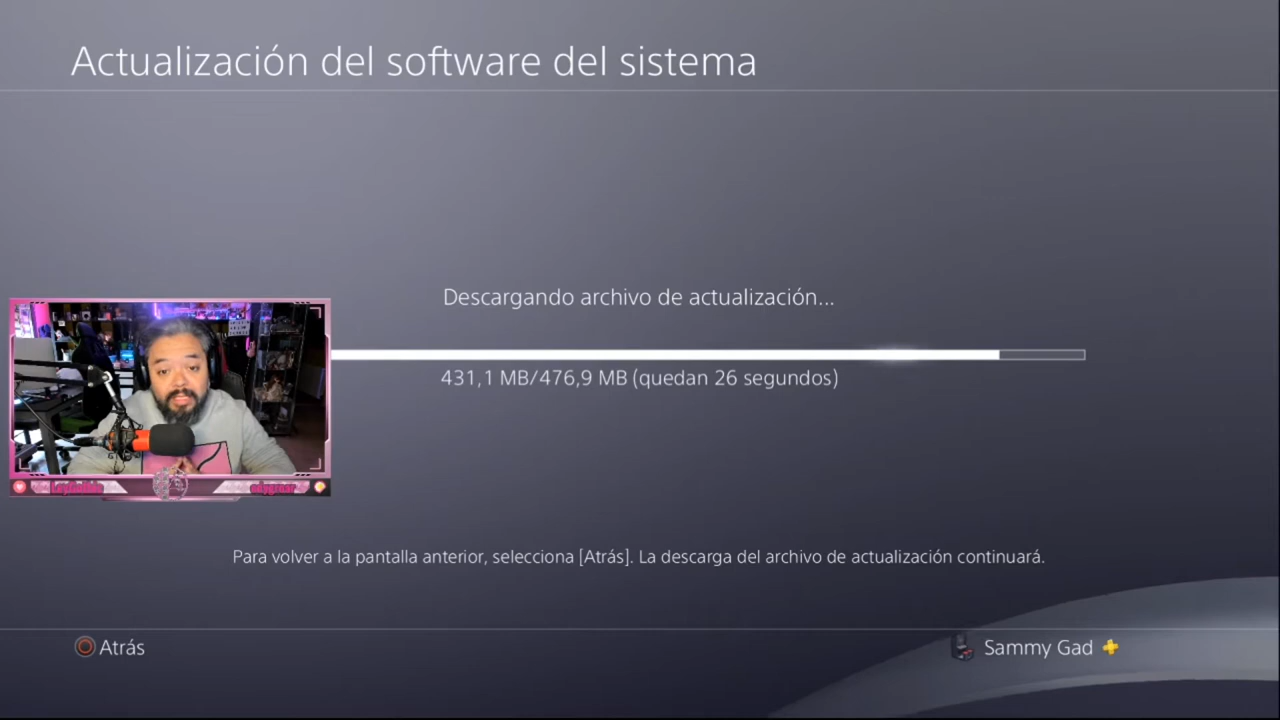 Actualización del software del sistema
Descargando archivo de actualización...
431,1 MB/476,9 MB (quedan 26 segundos)
Para volver a la pantalla anterior, selecciona [Atrás]. La descarga del archivo de actualización continuará.
Atrás
Sammy Gad